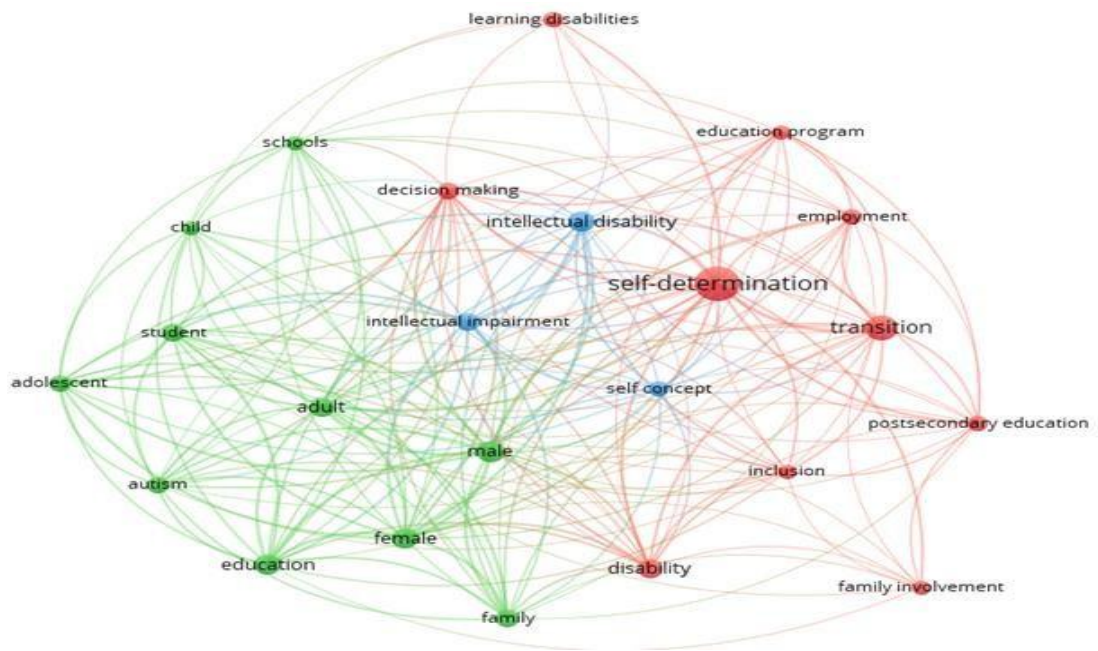 learning disabilities
education program
schools
decision making
employment
intellectual disability
child
self-determination
intellectual impairment
transition
student
adolescent
self concept
adult
postsecondary education
male
inclusion
autism
female
education
disability
family involvement
family